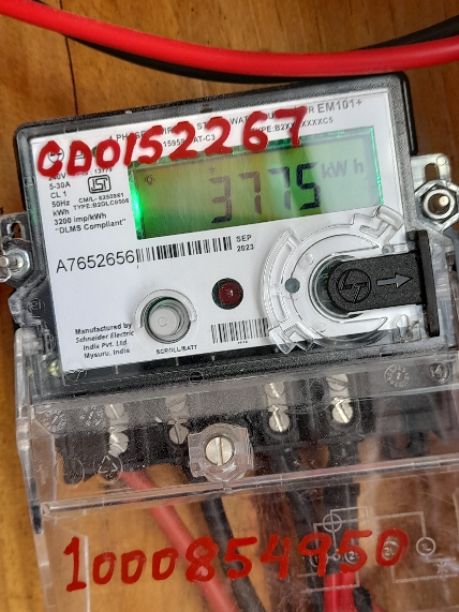 EM101+
CD0152267
5-30A
CL 1
50Hz
kWh
3200 imp/kWh
"DLMS Compliant"
3775 kWh
A7652656
SEP
2023
Manufactured by
Schneider Electric
India Pvt. Ltd.
Mysuru, India
SCROLL/BATT
1000854950